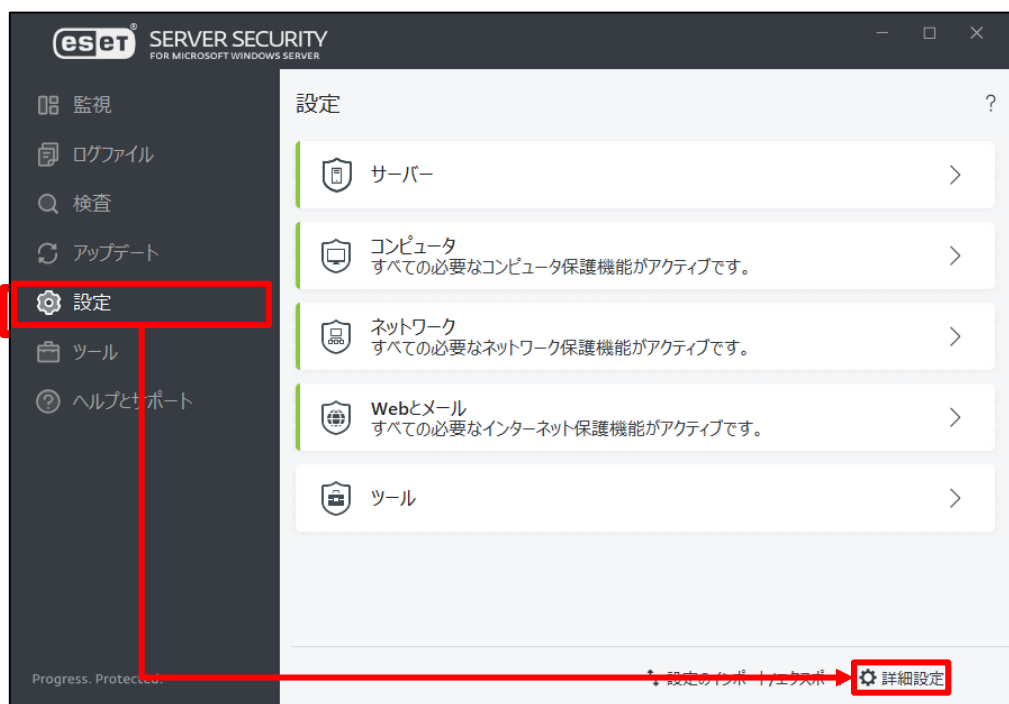 eset® SERVER SECURITY
FOR MICROSOFT WINDOWS SERVER
監視
ログファイル
検査
アップデート
設定
ツール
ヘルプとサポート
Progress. Protected.
設定
?
サーバー
コンピュータ
すべての必要なコンピュータ保護機能がアクティブです。
ネットワーク
すべての必要なネットワーク保護機能がアクティブです。
Webとメール
すべての必要なインターネット保護機能がアクティブです。
ツール
設定のインポート/エクスポー
詳細設定